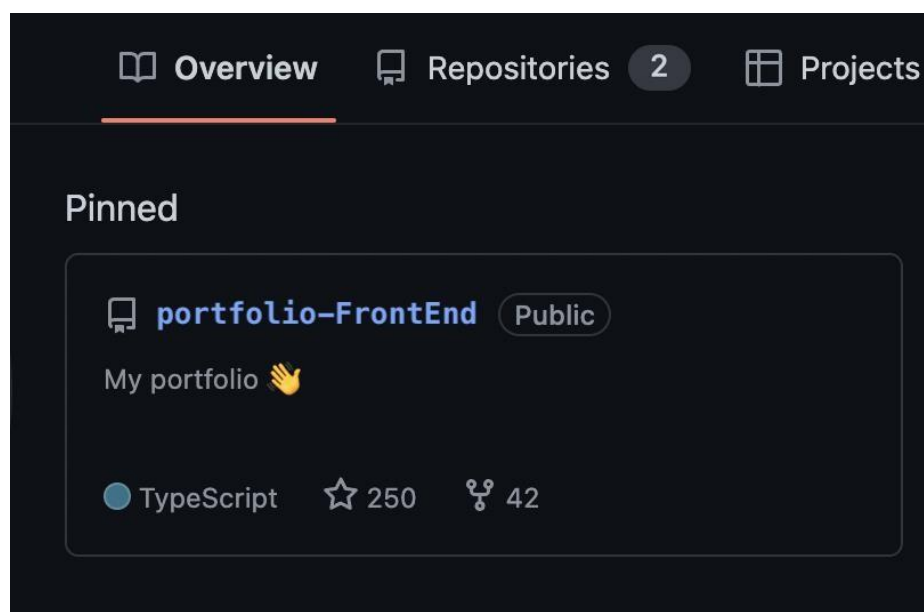 Overview Repositories 2 Projects
Pinned
portfolio-FrontEnd Public
My portfolio 👋
TypeScript 250 42